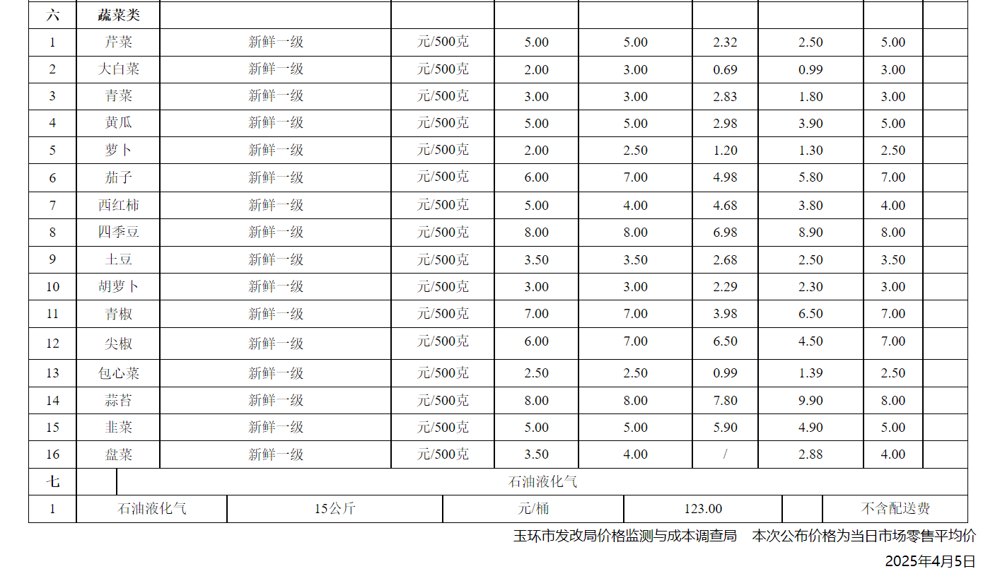 六 蔬菜类
1 芹菜 新鲜一级 元/500克 5.00 5.00 2.32 2.50 5.00
2 大白菜 新鲜一级 元/500克 2.00 3.00 0.69 0.99 3.00
3 青菜 新鲜一级 元/500克 3.00 3.00 2.83 1.80 3.00
4 黄瓜 新鲜一级 元/500克 5.00 5.00 2.98 3.90 5.00
5 萝卜 新鲜一级 元/500克 2.00 2.50 1.20 1.30 2.50
6 茄子 新鲜一级 元/500克 6.00 7.00 4.98 5.80 7.00
7 西红柿 新鲜一级 元/500克 5.00 4.00 4.68 3.80 4.00
8 四季豆 新鲜一级 元/500克 8.00 8.00 6.98 8.90 8.00
9 土豆 新鲜一级 元/500克 3.50 3.50 2.68 2.50 3.50
10 胡萝卜 新鲜一级 元/500克 3.00 3.00 2.29 2.30 3.00
11 青椒 新鲜一级 元/500克 7.00 7.00 3.98 6.50 7.00
12 尖椒 新鲜一级 元/500克 6.00 7.00 6.50 4.50 7.00
13 包心菜 新鲜一级 元/500克 2.50 2.50 0.99 1.39 2.50
14 蒜苔 新鲜一级 元/500克 8.00 8.00 7.80 9.90 8.00
15 韭菜 新鲜一级 元/500克 5.00 5.00 5.90 4.90 5.00
16 盘菜 新鲜一级 元/500克 3.50 4.00 / 2.88 4.00
七 石油液化气
1 石油液化气 15公斤 元/桶 123.00 不含配送费
玉环市发改局价格监测与成本调查局 本次公布价格为当日市场零售平均价
2025年4月5日